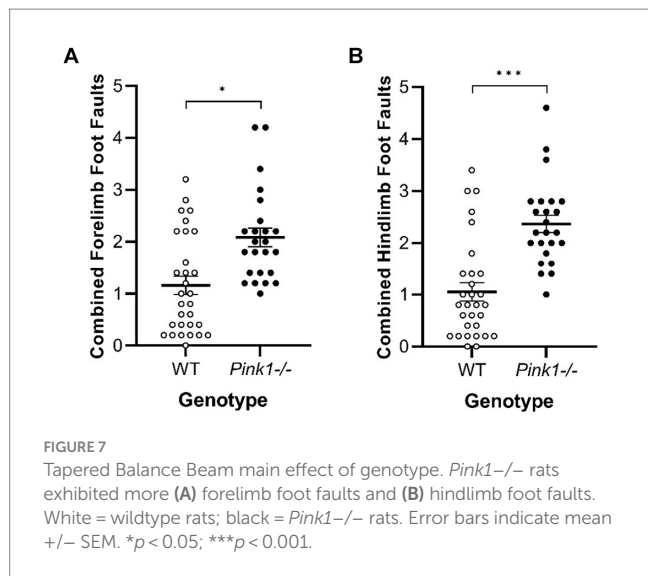 A
B
*
***
Combined Forelimb Foot Faults
5
4
3
2
1
0
WT
Pink1-/-
Genotype
Combined Hindlimb Foot Faults
5
4
3
2
1
0
WT
Pink1-/-
Genotype
FIGURE 7
Tapered Balance Beam main effect of genotype. Pink1−/− rats
exhibited more (A) forelimb foot faults and (B) hindlimb foot faults.
White = wildtype rats; black = Pink1−/− rats. Error bars indicate mean
+/− SEM. *p < 0.05; ***p < 0.001.